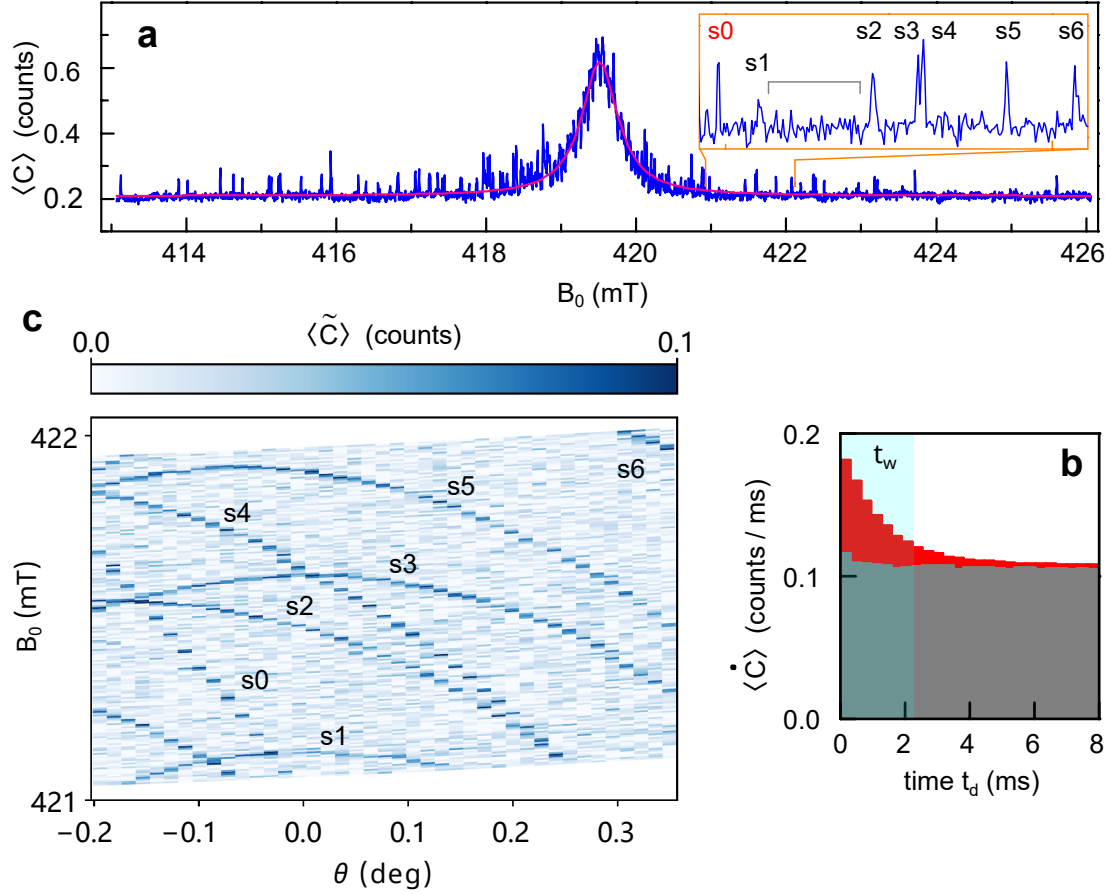 a
⟨C⟩ (counts)
0.6
0.4
0.2
414
416
418
420
422
424
426
B₀ (mT)
s0
s1
s2
s3
s4
s5
s6
c
⟨C̃⟩ (counts)
0.0
0.1
422
421
B₀ (mT)
s4
s5
s6
s3
s2
s0
s1
−0.2
−0.1
0.0
0.1
0.2
0.3
θ (deg)
b
t_w
0.2
0.1
0.0
⟨Ċ⟩ (counts / ms)
0
2
4
6
8
time t_d (ms)